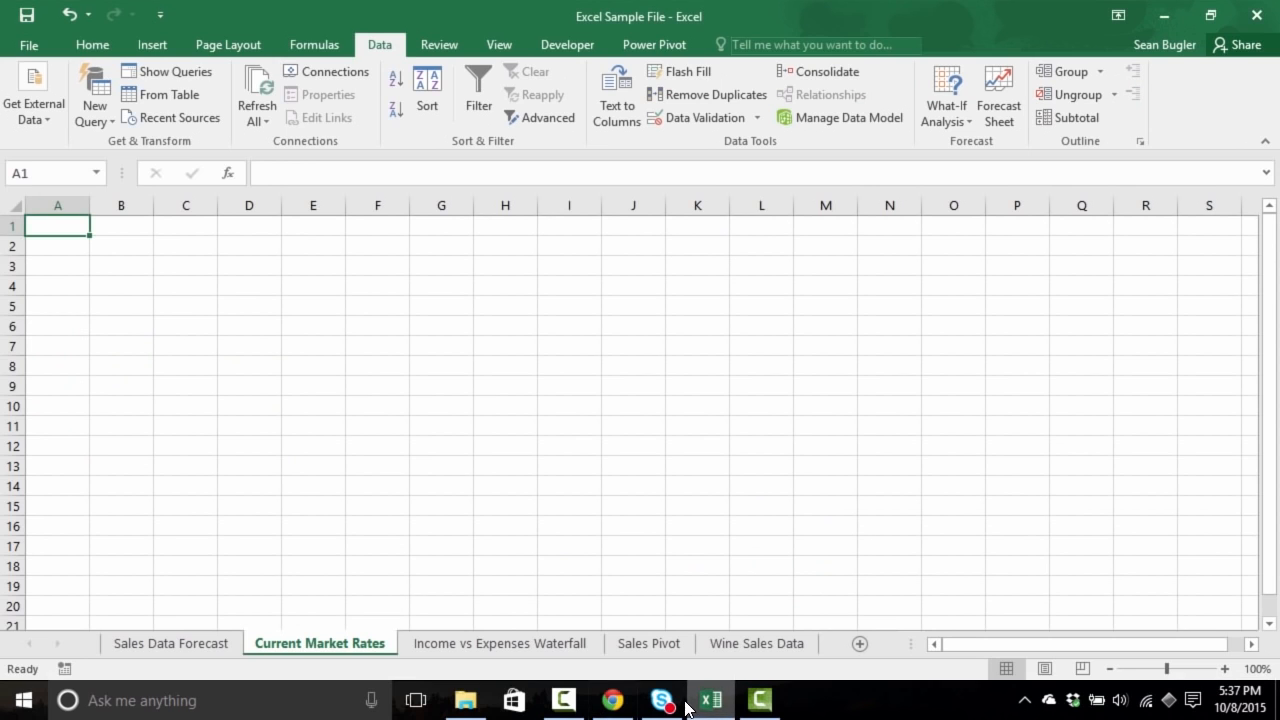 Excel Sample File - Excel
File Home Insert Page Layout Formulas Data Review View Developer Power Pivot Tell me what you want to do... Sean Bugler Share
Get External Data
New Query
Show Queries
From Table
Recent Sources
Get & Transform
Refresh All
Connections
Properties
Edit Links
Connections
Sort
Filter
Clear
Reapply
Advanced
Sort & Filter
Text to Columns
Flash Fill
Remove Duplicates
Data Validation
Consolidate
Relationships
Manage Data Model
Data Tools
What-If Analysis
Forecast Sheet
Forecast
Group
Ungroup
Subtotal
Outline
A1 fx
A B C D E F G H I J K L M N O P Q R S
1
2
3
4
5
6
7
8
9
10
11
12
13
14
15
16
17
18
19
20
21
Sales Data Forecast Current Market Rates Income vs Expenses Waterfall Sales Pivot Wine Sales Data
Ready 100%
Ask me anything 5:37 PM
10/8/2015